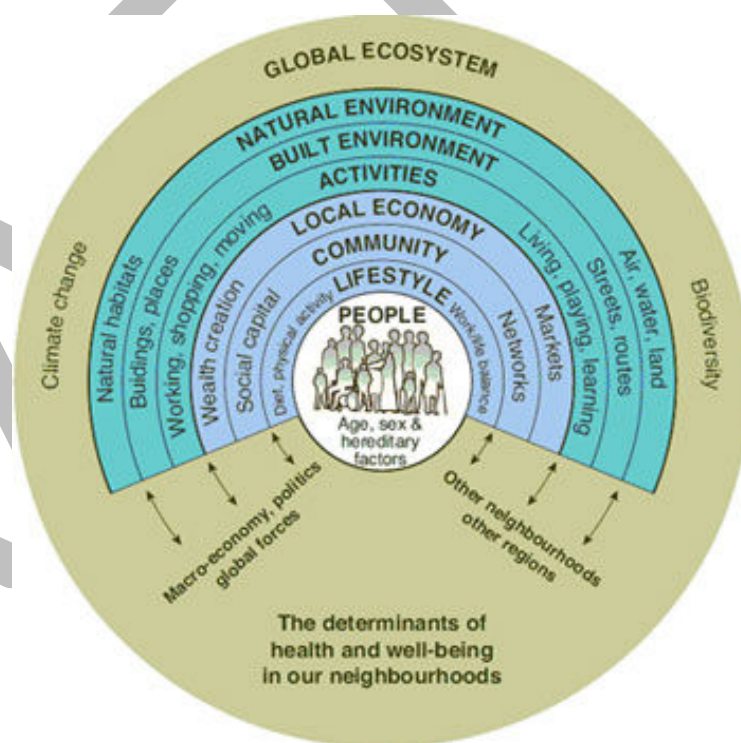 GLOBAL ECOSYSTEM
NATURAL ENVIRONMENT
BUILT ENVIRONMENT
ACTIVITIES
LOCAL ECONOMY
COMMUNITY
LIFESTYLE
PEOPLE
Age, sex &
hereditary
factors
Climate change
Natural habitats
Buidings, places
Working, shopping, moving
Wealth creation
Social capital
Diet, physical activity
Work/life balance
Networks
Markets
Living, playing, learning
Streets, routes
Air, water, land
Biodiversity
Macro-economy, politics
global forces
Other neighbourhoods
other regions
The determinants of
health and well-being
in our neighbourhoods